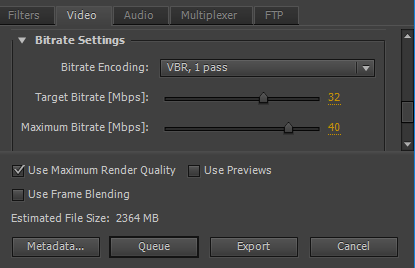 Filters Video Audio Multiplexer FTP
Bitrate Settings
Bitrate Encoding: VBR, 1 pass
Target Bitrate [Mbps]: 32
Maximum Bitrate [Mbps]: 40
Use Maximum Render Quality Use Previews
Use Frame Blending
Estimated File Size: 2364 MB
Metadata... Queue Export Cancel